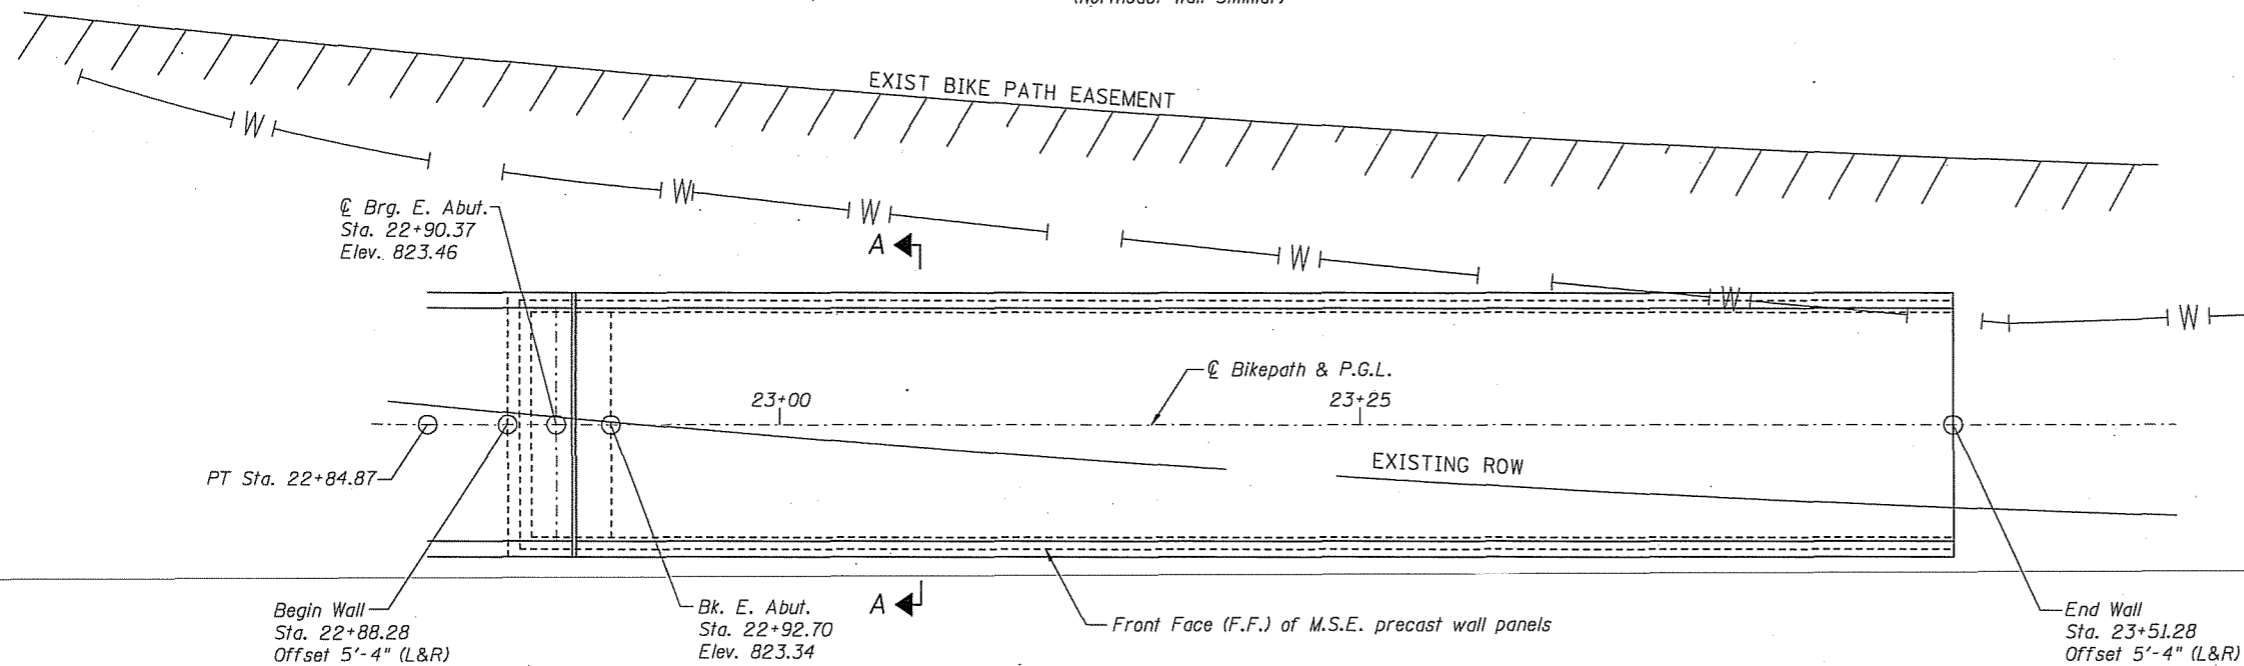 (Northeast Wall Similar)
EXIST BIKE PATH EASEMENT
W
W
W
W
W
W
℄ Brg. E. Abut.
Sta. 22+90.37
Elev. 823.46
A
℄ Bikepath & P.G.L.
23+00
23+25
PT Sta. 22+84.87
EXISTING ROW
Begin Wall
Sta. 22+88.28
Offset 5'-4" (L&R)
Bk. E. Abut.
Sta. 22+92.70
Elev. 823.34
A
Front Face (F.F.) of M.S.E. precast wall panels
End Wall
Sta. 23+51.28
Offset 5'-4" (L&R)